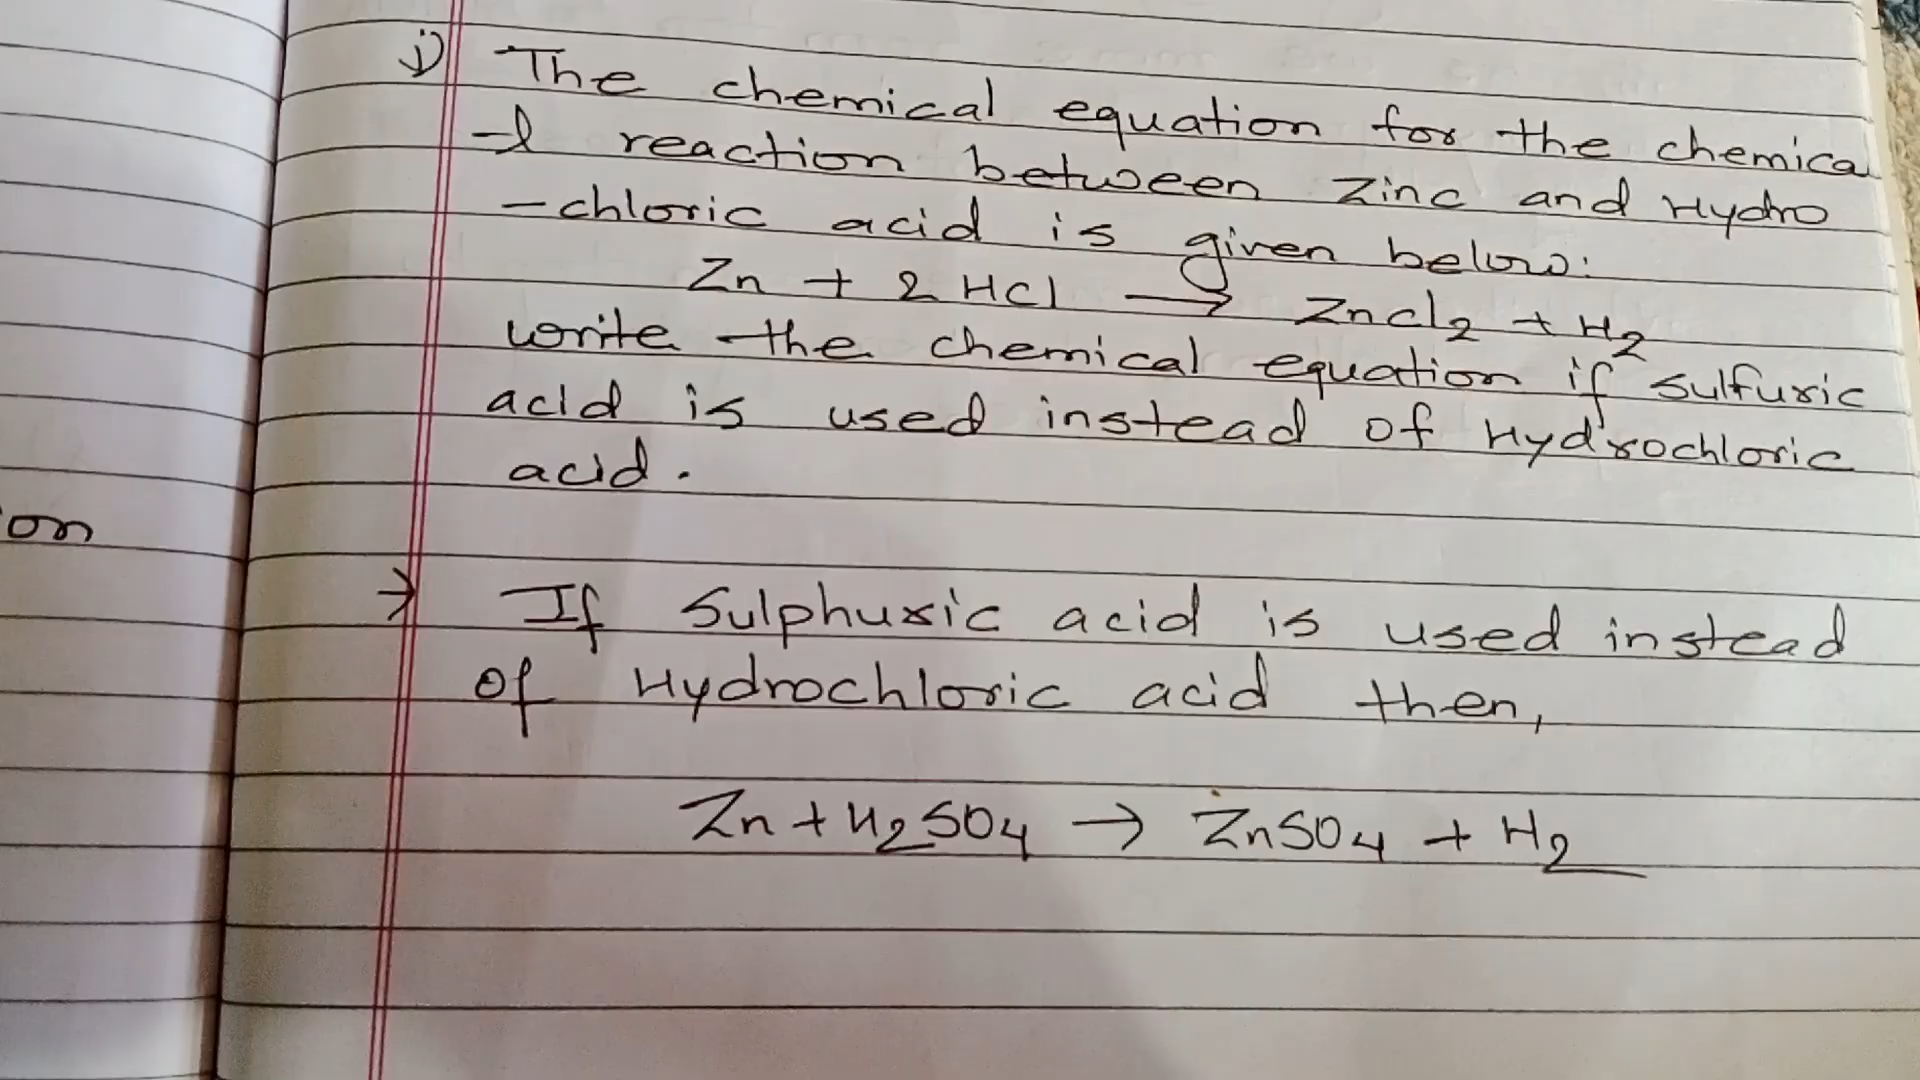 i) The chemical equation for the chemica
-l reaction between zinc and Hydro
-chloric acid is given below:
Zn + 2 HCl → ZnCl2 + H2
write the chemical equation if sulfuric
acid is used instead of Hydrochloric
acid.
on
→ If Sulphuric acid is used instead
of Hydrochloric acid then,
Zn + H2SO4 → ZnSO4 + H2